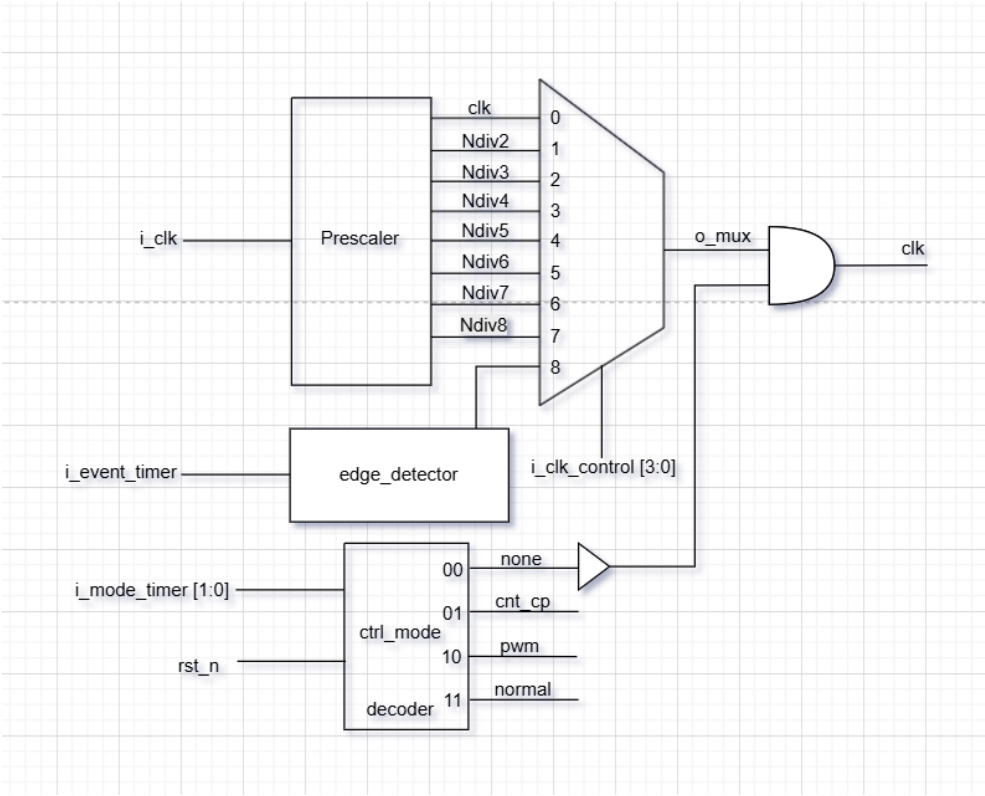 clk
0
Ndiv2
1
Ndiv3
2
Ndiv4
3
Ndiv5
4
Ndiv6
5
Ndiv7
6
Ndiv8
7
8
i_clk
Prescaler
o_mux
clk
i_event_timer
edge_detector
i_clk_control [3:0]
i_mode_timer [1:0]
rst_n
ctrl_mode
decoder
00
none
01
cnt_cp
10
pwm
11
normal